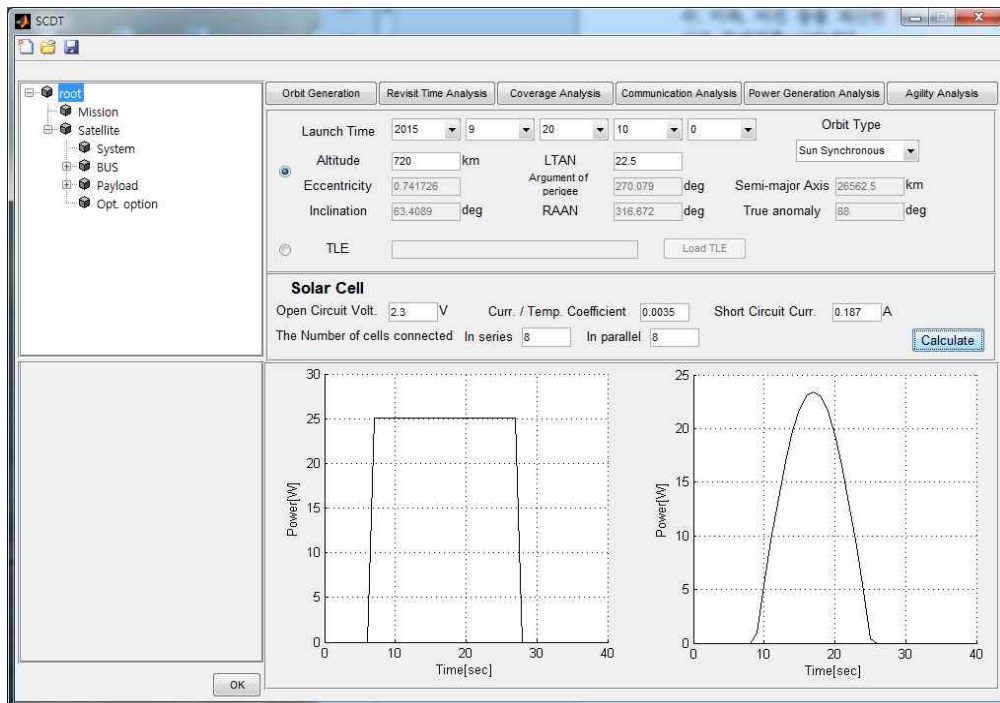 SCDT
root
Mission
Satellite
System
BUS
Payload
Opt. option
OK
Orbit Generation Revisit Time Analysis Coverage Analysis Communication Analysis Power Generation Analysis Agility Analysis
Launch Time 2015 9 20 10 0 Orbit Type
Sun Synchronous
Altitude 720 km LTAN 22.5
Eccentricity 0.741726 Argument of perigee 270.079 deg Semi-major Axis 26562.5 km
Inclination 63.4089 deg RAAN 316.672 deg True anomaly 88 deg
TLE Load TLE
Solar Cell
Open Circuit Volt. 2.3 V Curr. / Temp. Coefficient 0.0035 Short Circuit Curr. 0.187 A
The Number of cells connected In series 8 In parallel 8
Calculate
30
25
20
15
10
5
0
Power[W]
0 10 20 30 40
Time[sec]
25
20
15
10
5
0
Power[W]
0 10 20 30 40
Time[sec]